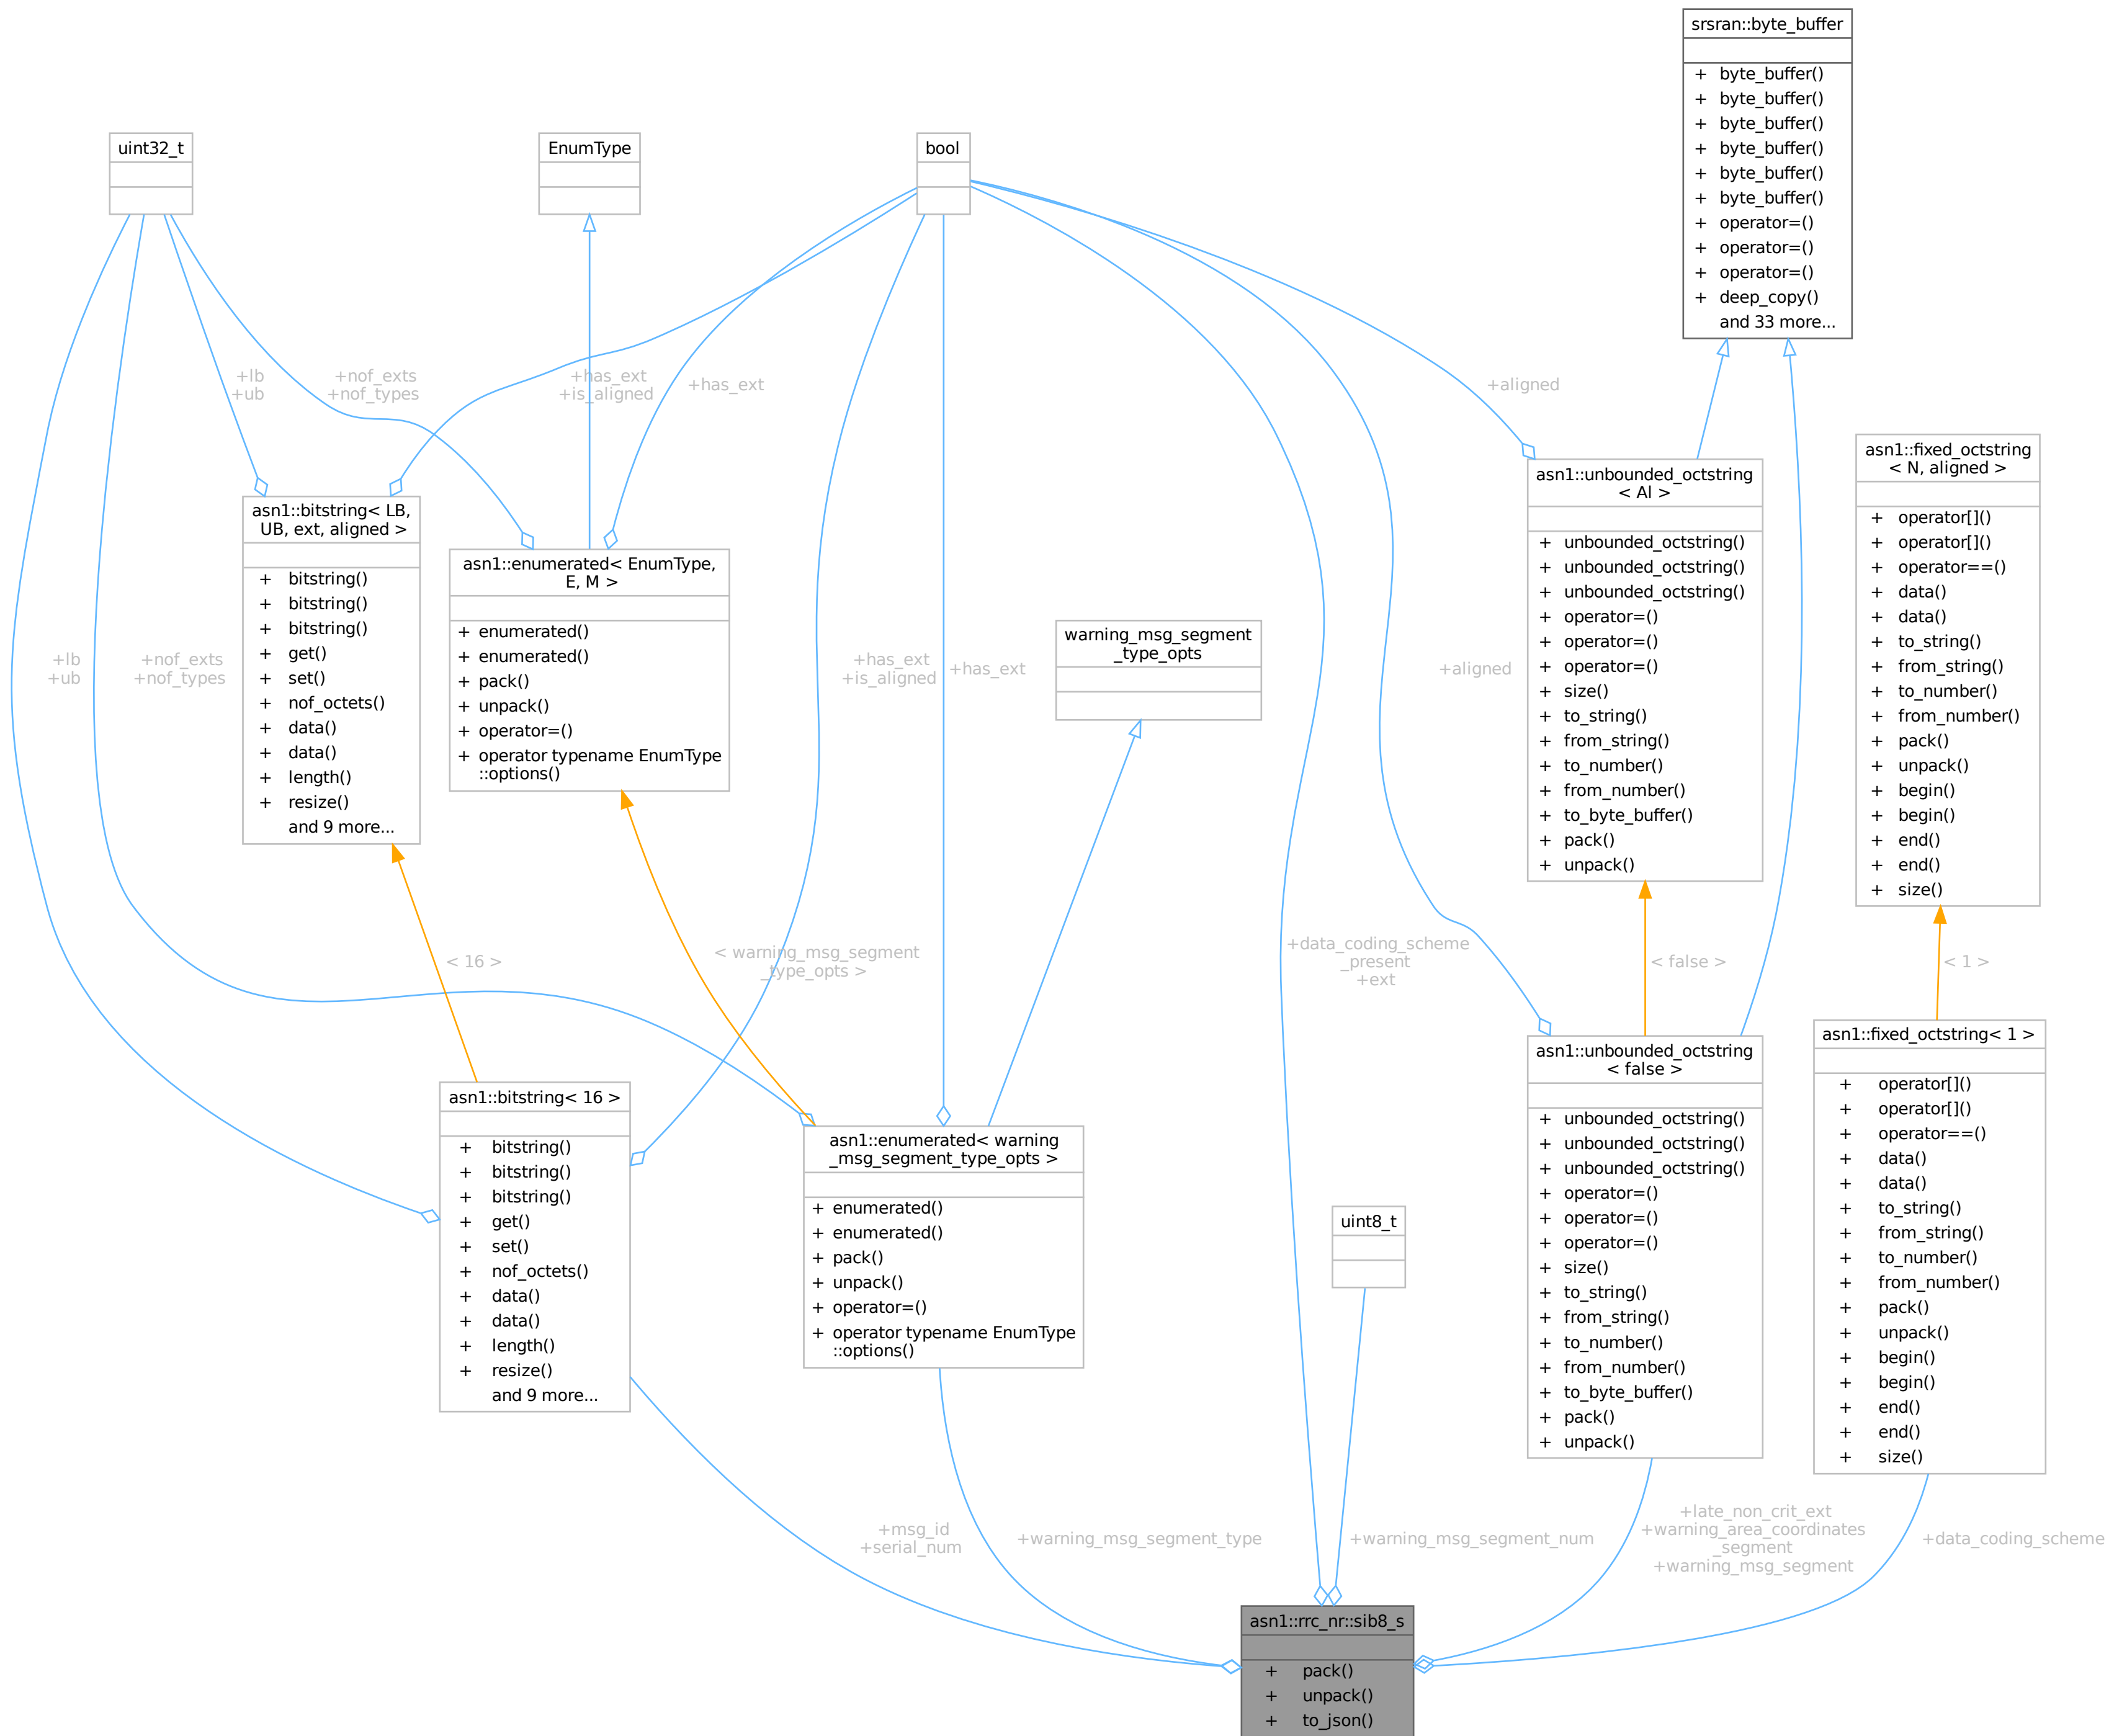 srsran::byte_buffer
+ byte_buffer()
+ byte_buffer()
+ byte_buffer()
+ byte_buffer()
+ byte_buffer()
+ byte_buffer()
+ operator=()
+ operator=()
+ operator=()
+ deep_copy()
and 33 more...
uint32_t
EnumType
bool
+lb
+ub
+nof_exts
+nof_types
+has_ext
+is_aligned
+has_ext
+aligned
asn1::bitstring< LB,
UB, ext, aligned >
+ bitstring()
+ bitstring()
+ bitstring()
+ get()
+ set()
+ nof_octets()
+ data()
+ data()
+ length()
+ resize()
and 9 more...
asn1::enumerated< EnumType,
E, M >
+ enumerated()
+ enumerated()
+ pack()
+ unpack()
+ operator=()
+ operator typename EnumType
::options()
asn1::unbounded_octstring
< Al >
+ unbounded_octstring()
+ unbounded_octstring()
+ unbounded_octstring()
+ operator=()
+ operator=()
+ operator=()
+ size()
+ to_string()
+ from_string()
+ to_number()
+ from_number()
+ to_byte_buffer()
+ pack()
+ unpack()
asn1::fixed_octstring
< N, aligned >
+ operator[]()
+ operator[]()
+ operator==()
+ data()
+ data()
+ to_string()
+ from_string()
+ to_number()
+ from_number()
+ pack()
+ unpack()
+ begin()
+ begin()
+ end()
+ end()
+ size()
+lb
+ub
+nof_exts
+nof_types
+has_ext
+is_aligned
+has_ext
warning_msg_segment
_type_opts
+aligned
< 16 >
< warning_msg_segment
_type_opts >
+data_coding_scheme
_present
+ext
< false >
< 1 >
asn1::bitstring< 16 >
+ bitstring()
+ bitstring()
+ bitstring()
+ get()
+ set()
+ nof_octets()
+ data()
+ data()
+ length()
+ resize()
and 9 more...
asn1::enumerated< warning
_msg_segment_type_opts >
+ enumerated()
+ enumerated()
+ pack()
+ unpack()
+ operator=()
+ operator typename EnumType
::options()
uint8_t
asn1::unbounded_octstring
< false >
+ unbounded_octstring()
+ unbounded_octstring()
+ unbounded_octstring()
+ operator=()
+ operator=()
+ operator=()
+ size()
+ to_string()
+ from_string()
+ to_number()
+ from_number()
+ to_byte_buffer()
+ pack()
+ unpack()
asn1::fixed_octstring< 1 >
+ operator[]()
+ operator[]()
+ operator==()
+ data()
+ data()
+ to_string()
+ from_string()
+ to_number()
+ from_number()
+ pack()
+ unpack()
+ begin()
+ begin()
+ end()
+ end()
+ size()
+msg_id
+serial_num
+warning_msg_segment_type
+warning_msg_segment_num
+late_non_crit_ext
+warning_area_coordinates
_segment
+warning_msg_segment
+data_coding_scheme
asn1::rrc_nr::sib8_s
+ pack()
+ unpack()
+ to_json()